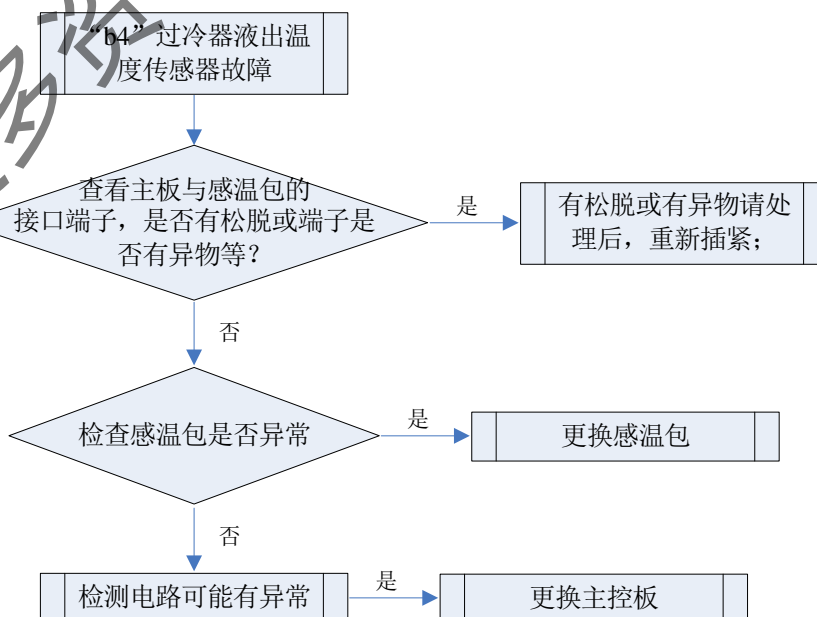 “b4”过冷器液出温
度传感器故障
查看主板与感温包的
接口端子，是否有松脱或端子是
否有异物等？
是
有松脱或有异物请处
理后，重新插紧；
否
检查感温包是否异常
是
更换感温包
否
检测电路可能有异常
是
更换主控板
多资